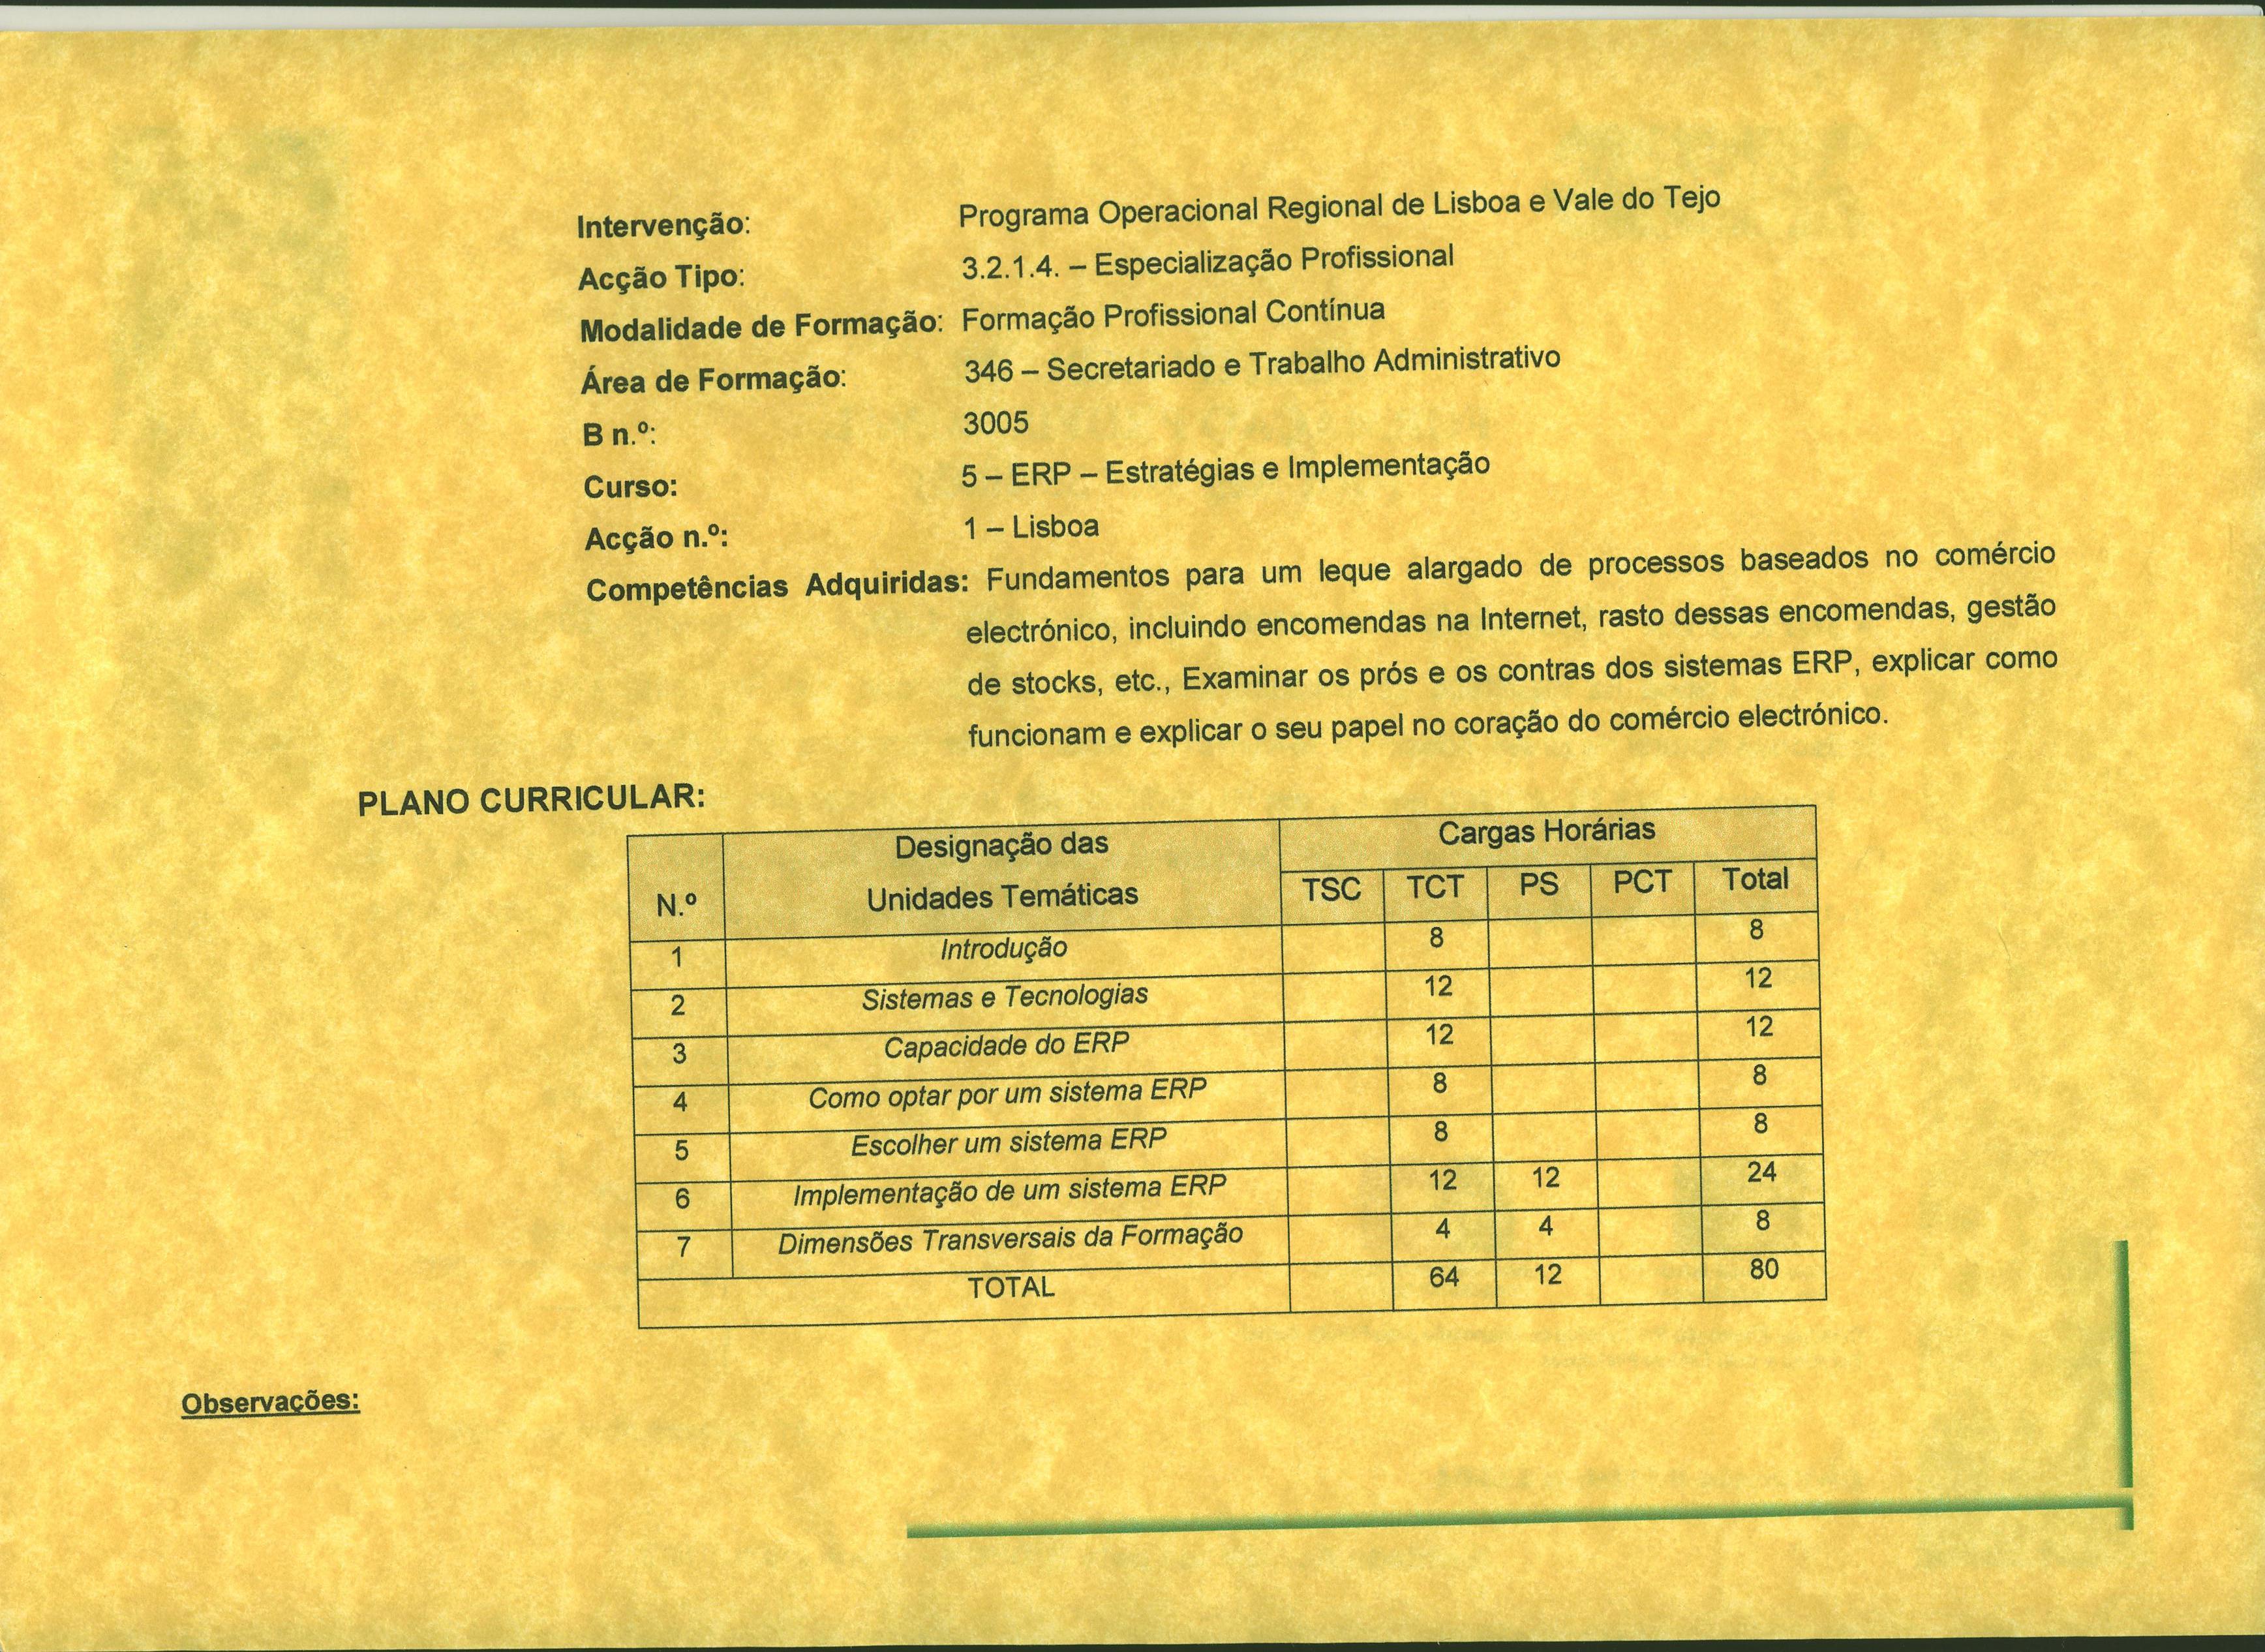 Intervenção: Programa Operacional Regional de Lisboa e Vale do Tejo
Acção Tipo: 3.2.1.4. – Especialização Profissional
Modalidade de Formação: Formação Profissional Contínua
Área de Formação: 346 – Secretariado e Trabalho Administrativo
B n.º: 3005
Curso: 5 – ERP – Estratégias e Implementação
Acção n.º: 1 – Lisboa
Competências Adquiridas: Fundamentos para um leque alargado de processos baseados no comércio
electrónico, incluindo encomendas na Internet, rasto dessas encomendas, gestão
de stocks, etc., Examinar os prós e os contras dos sistemas ERP, explicar como
funcionam e explicar o seu papel no coração do comércio electrónico.
PLANO CURRICULAR:
Designação das Cargas Horárias
N.º Unidades Temáticas TSC TCT PS PCT Total
1 Introdução 8 8
2 Sistemas e Tecnologias 12 12
3 Capacidade do ERP 12 12
4 Como optar por um sistema ERP 8 8
5 Escolher um sistema ERP 8 8
6 Implementação de um sistema ERP 12 12 24
7 Dimensões Transversais da Formação 4 4 8
TOTAL 64 12 80
Observações: